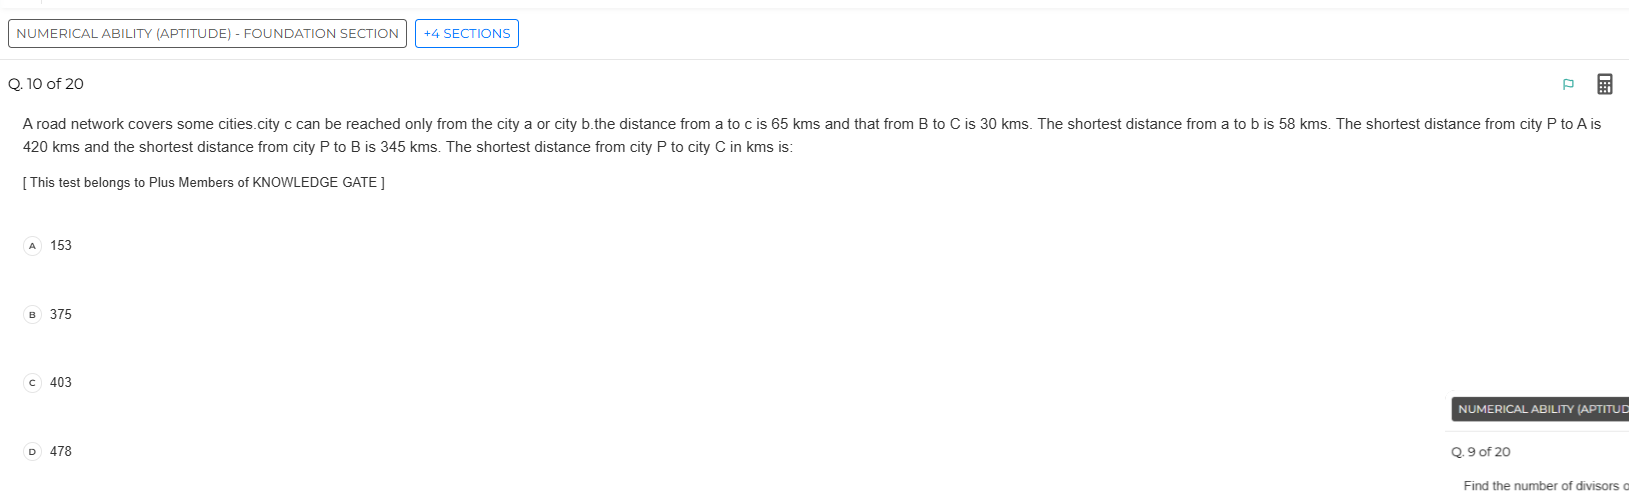 NUMERICAL ABILITY (APTITUDE) - FOUNDATION SECTION
+4 SECTIONS
Q. 10 of 20
A road network covers some cities.city c can be reached only from the city a or city b.the distance from a to c is 65 kms and that from B to C is 30 kms. The shortest distance from a to b is 58 kms. The shortest distance from city P to A is
420 kms and the shortest distance from city P to B is 345 kms. The shortest distance from city P to city C in kms is:
[ This test belongs to Plus Members of KNOWLEDGE GATE ]
A 153
B 375
C 403
D 478
NUMERICAL ABILITY (APTITUD
Q. 9 of 20
Find the number of divisors o